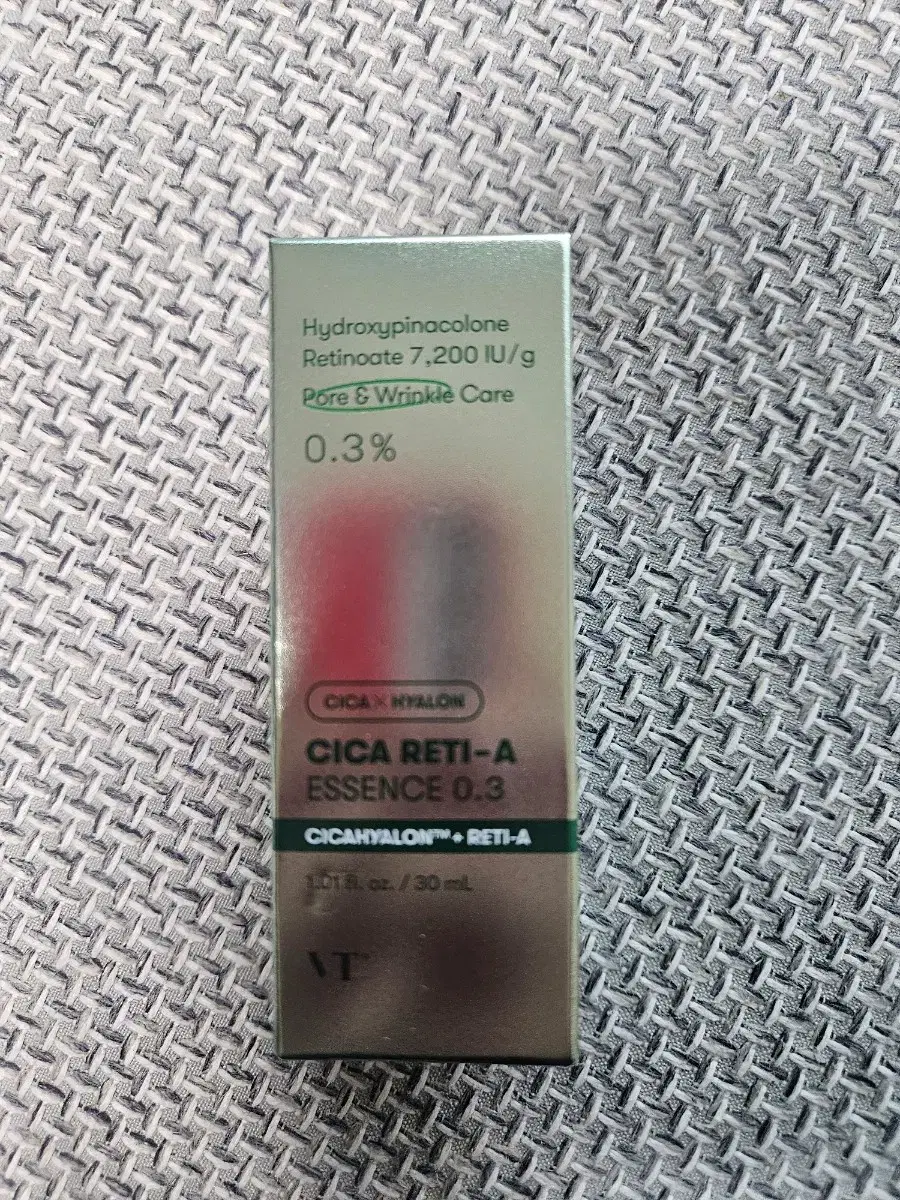 Hydroxypinacolone
Retinoate 7,200 IU/g
Pore & Wrinkle Care
0.3%
CICA × HYALON
CICA RETI-A
ESSENCE 0.3
CICAHYALON™ + RETI-A
1.01 fl. oz. / 30 mL
VT